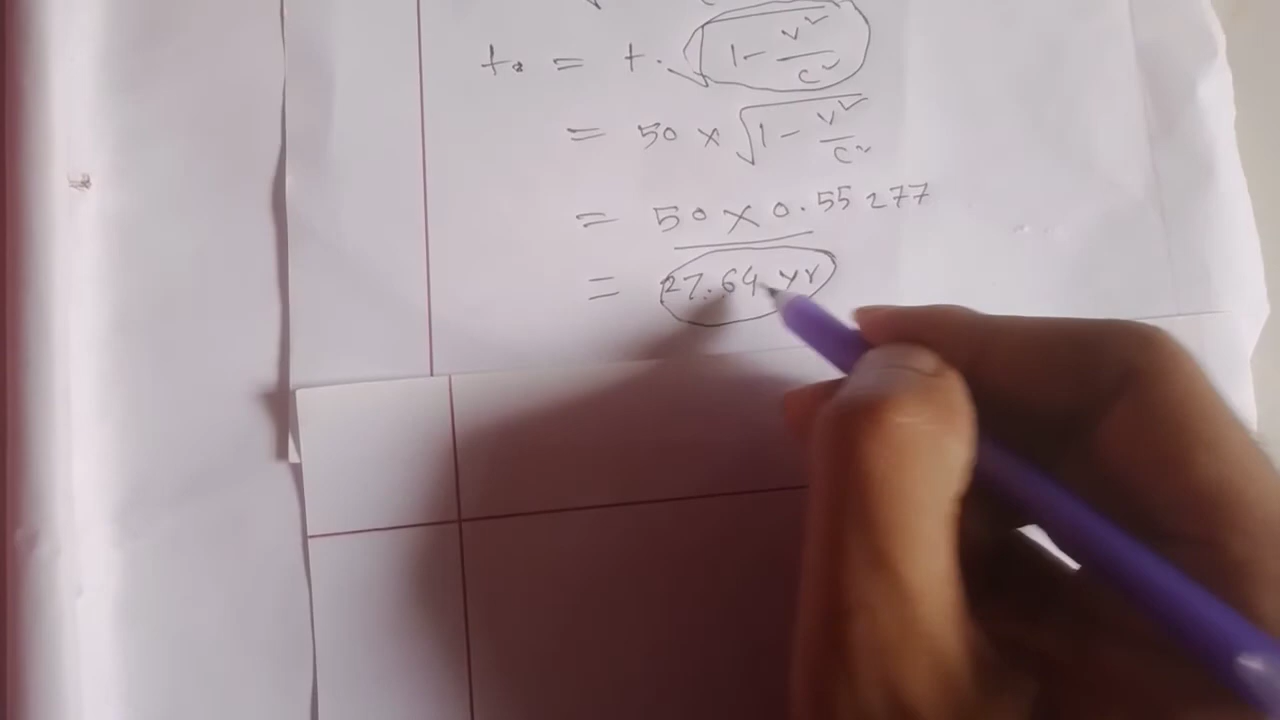 t₀ = t . √1 - v²/c²
= 50 × √1 - v²/c²
= 50 × 0.55277
= 27.64 yr